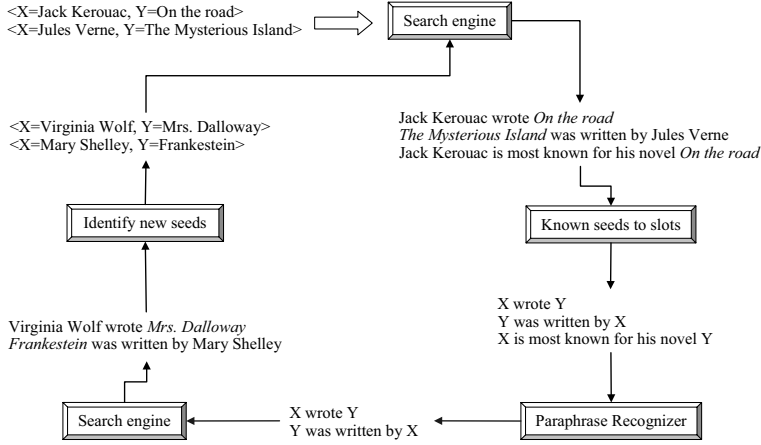 <X=Jack Kerouac, Y=On the road>
<X=Jules Verne, Y=The Mysterious Island>
Search engine
Jack Kerouac wrote On the road
The Mysterious Island was written by Jules Verne
Jack Kerouac is most known for his novel On the road
Known seeds to slots
X wrote Y
Y was written by X
X is most known for his novel Y
Paraphrase Recognizer
X wrote Y
Y was written by X
Search engine
Virginia Wolf wrote Mrs. Dalloway
Frankestein was written by Mary Shelley
Identify new seeds
<X=Virginia Wolf, Y=Mrs. Dalloway>
<X=Mary Shelley, Y=Frankestein>